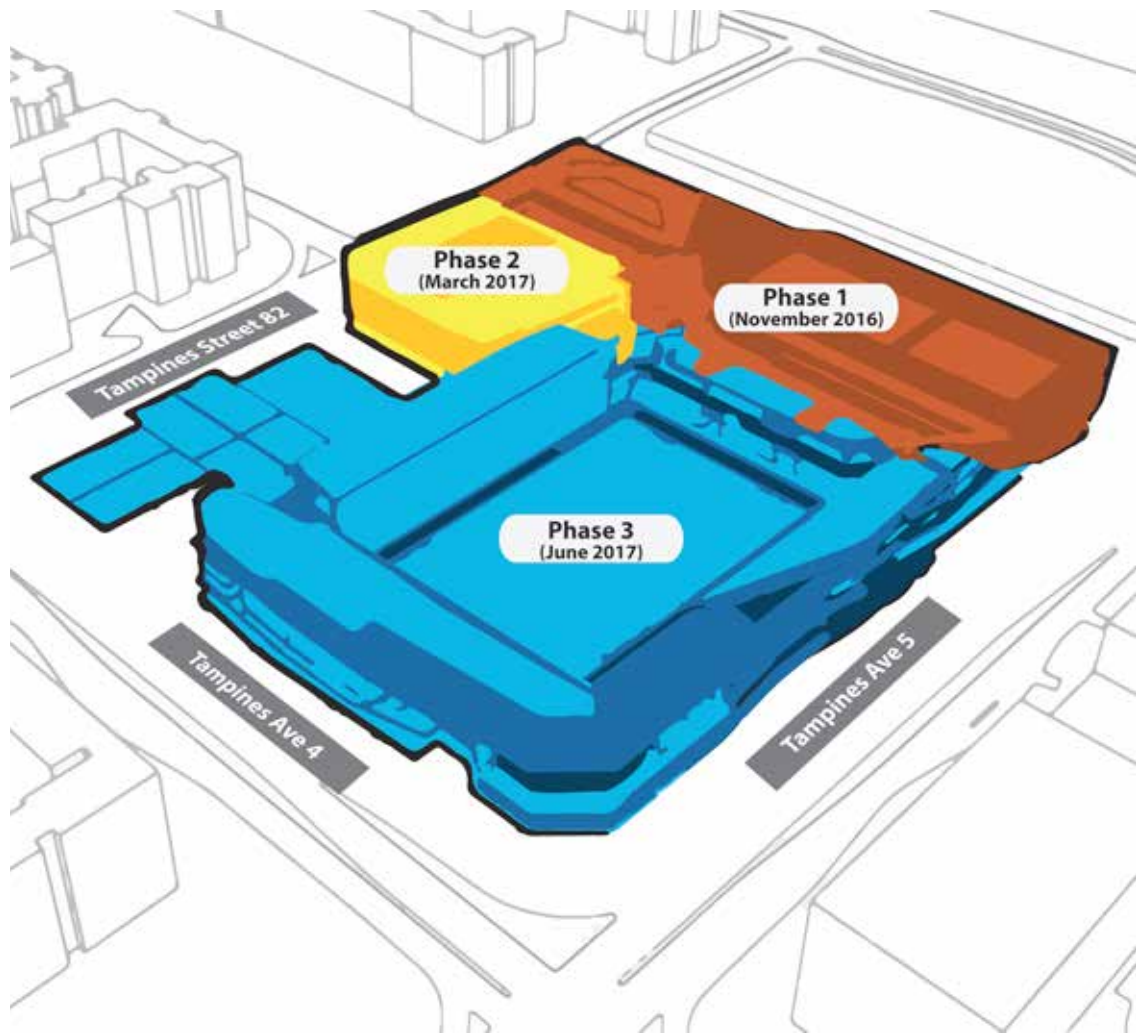 Phase 2
(March 2017)
Phase 1
(November 2016)
Tampines Street 82
Phase 3
(June 2017)
Tampines Ave 4
Tampines Ave 5